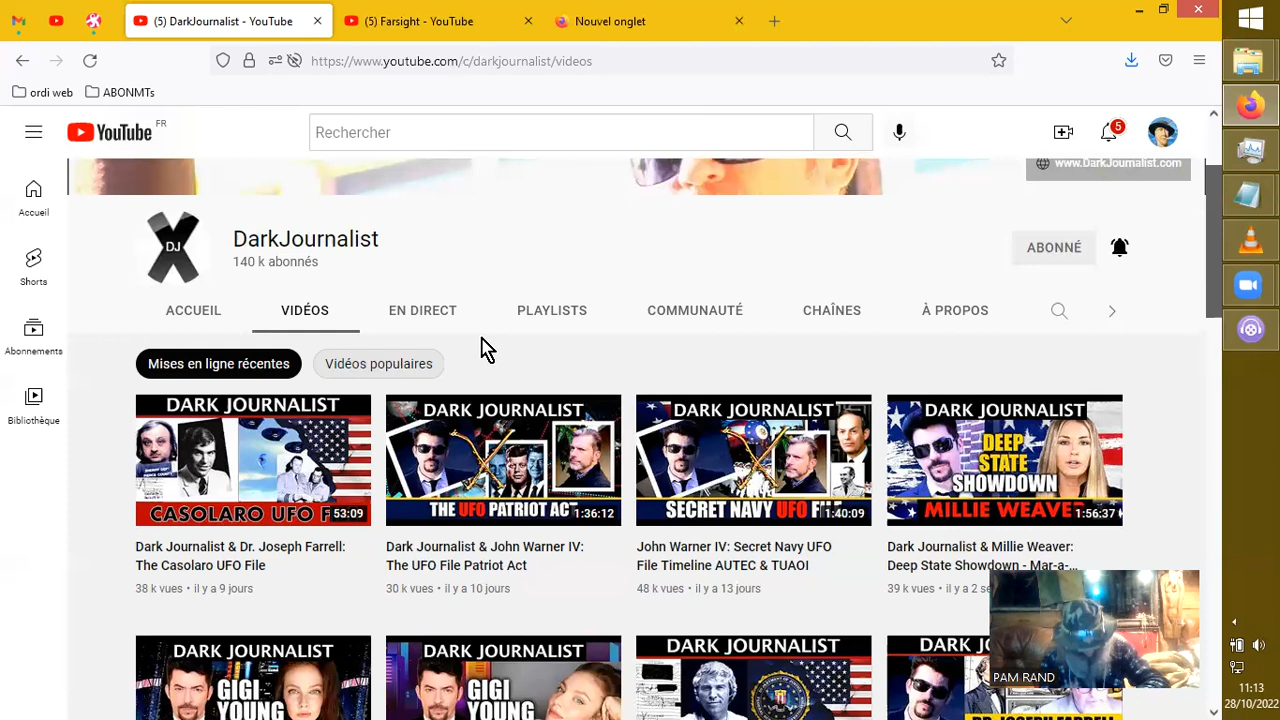 (5) DarkJournalist - YouTube
(5) Farsight - YouTube
Nouvel onglet
https://www.youtube.com/c/darkjournalist/videos
ordi web
ABONMTs
YouTube FR
Rechercher
5
www.DarkJournalist.com
Accueil
Shorts
Abonnements
Bibliothèque
DJ
DarkJournalist
140 k abonnés
ABONNÉ
ACCUEIL
VIDÉOS
EN DIRECT
PLAYLISTS
COMMUNAUTÉ
CHAÎNES
À PROPOS
Mises en ligne récentes
Vidéos populaires
DARK JOURNALIST
CASOLARO UFO F
53:09
Dark Journalist & Dr. Joseph Farrell:
The Casolaro UFO File
38 k vues • il y a 9 jours
DARK JOURNALIST
THE UFO PATRIOT ACT
1:36:12
Dark Journalist & John Warner IV:
The UFO File Patriot Act
30 k vues • il y a 10 jours
DARK JOURNALIST
SECRET NAVY UFO FIL
1:40:09
John Warner IV: Secret Navy UFO
File Timeline AUTEC & TUAOI
48 k vues • il y a 13 jours
DARK JOURNALIST
DEEP
STATE
SHOWDOWN
MILLIE WEAVER
1:56:37
Dark Journalist & Millie Weaver:
Deep State Showdown - Mar-a-...
39 k vues • il y a 2 se
DARK JOURNALIST
GIGI
YOUNG
DARK JOURNALIST
GIGI
YOUNG
DARK JOURNALIST
DARK
PAM RAND
11:13
28/10/2022